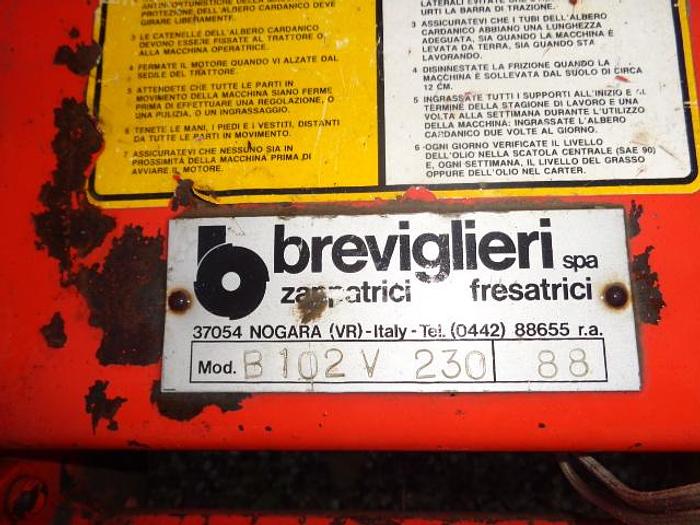 ANTINFORTUNISTICHE DELLA
PROTEZIONE DELL'ALBERO CARDANICO DEVE
GIRARE LIBERAMENTE.
3 LE CATENELLE DELL'ALBERO CARDANICO
DEVONO ESSERE FISSATE AL TRATTORE O
ALLA MACCHINA OPERATRICE.
4 FERMATE IL MOTORE QUANDO VI ALZATE DAL
SEDILE DEL TRATTORE.
5 ATTENDETE CHE TUTTE LE PARTI IN
MOVIMENTO DELLA MACCHINA SIANO FERME
PRIMA DI EFFETTUARE UNA REGOLAZIONE, O
UNA PULIZIA, O UN INGRASSAGGIO.
6 TENETE LE MANI, I PIEDI E I VESTITI, DISTANTI
DA TUTTE LE PARTI IN MOVIMENTO.
7 ASSICURATEVI CHE NESSUNO SIA IN
PROSSIMITÀ DELLA MACCHINA PRIMA DI
AVVIARE IL MOTORE.
LATERALI EVITATE CHE
URTI LA BARRA DI TRAZIONE.
3 ASSICURATEVI CHE I TUBI DELL'ALBERO
CARDANICO ABBIANO UNA LUNGHEZZA
ADEGUATA, SIA QUANDO LA MACCHINA È
LEVATA DA TERRA, SIA QUANDO STA
LAVORANDO.
4 DISINNESTATE LA FRIZIONE QUANDO LA
MACCHINA È SOLLEVATA DAL SUOLO DI CIRCA
12 CM.
5 INGRASSATE TUTTI I SUPPORTI ALL'INIZIO E AL
TERMINE DELLA STAGIONE DI LAVORO E UNA
VOLTA ALLA SETTIMANA DURANTE L'UTILIZZO
DELLA MACCHINA: INGRASSATE L'ALBERO
CARDANICO DUE VOLTE AL GIORNO.
6 OGNI GIORNO VERIFICATE IL LIVELLO
DELL'OLIO NELLA SCATOLA CENTRALE (SAE 90)
E, OGNI SETTIMANA, IL LIVELLO DEL GRASSO
OPPURE DELL'OLIO NEL CARTER.
breviglieri spa
zappatrici fresatrici
37054 NOGARA (VR)-Italy-Tel. (0442) 88655 r.a.
Mod. B 102 V 230 88